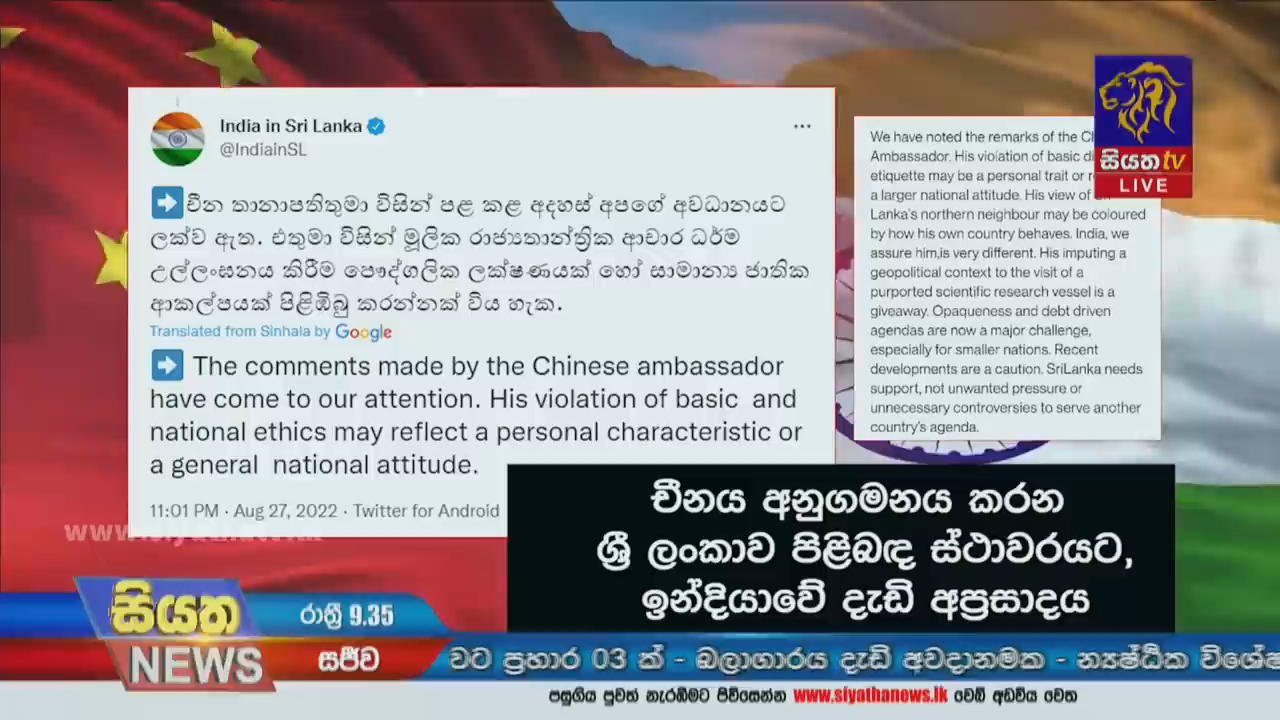 India in Sri Lanka
@IndiainSL
චීන තානාපතිතුමා විසින් පළ කළ අදහස් අපගේ අවධානයට
ලක්ව ඇත. එතුමා විසින් මූලික රාජ්‍යතාන්ත්‍රික ආචාර ධර්ම
උල්ලංඝනය කිරීම පෞද්ගලික ලක්ෂණයක් හෝ සාමාන්‍ය ජාතික
ආකල්පයක් පිළිඹිබු කරන්නක් විය හැක.
Translated from Sinhala by Google
The comments made by the Chinese ambassador
have come to our attention. His violation of basic and
national ethics may reflect a personal characteristic or
a general national attitude.
11:01 PM · Aug 27, 2022 · Twitter for Android
We have noted the remarks of the
Ambassador. His violation of basic
etiquette may be a personal trait or
a larger national attitude. His view of
Lanka's northern neighbour may be coloured
by how his own country behaves. India, we
assure him,is very different. His imputing a
geopolitical context to the visit of a
purported scientific research vessel is a
giveaway. Opaqueness and debt driven
agendas are now a major challenge,
especially for smaller nations. Recent
developments are a caution. SriLanka needs
support, not unwanted pressure or
unnecessary controversies to serve another
country's agenda.
සියත tv
LIVE
චීනය අනුගමනය කරන
ශ්‍රී ලංකාව පිළිබඳ ස්ථාවරයට,
ඉන්දියාවේ දැඩි අප්‍රසාදය
සියත
NEWS
රාත්‍රී 9.35
සජීව
වට ප්‍රහාර 03 ක් - බලාගාරය දැඩි අවදානමක - න්‍යෂ්ඨික විශේෂ
පසුගිය පුවත් නැරඹීමට පිවිසෙන්න www.siyathanews.lk වෙබ් අඩවිය වෙත